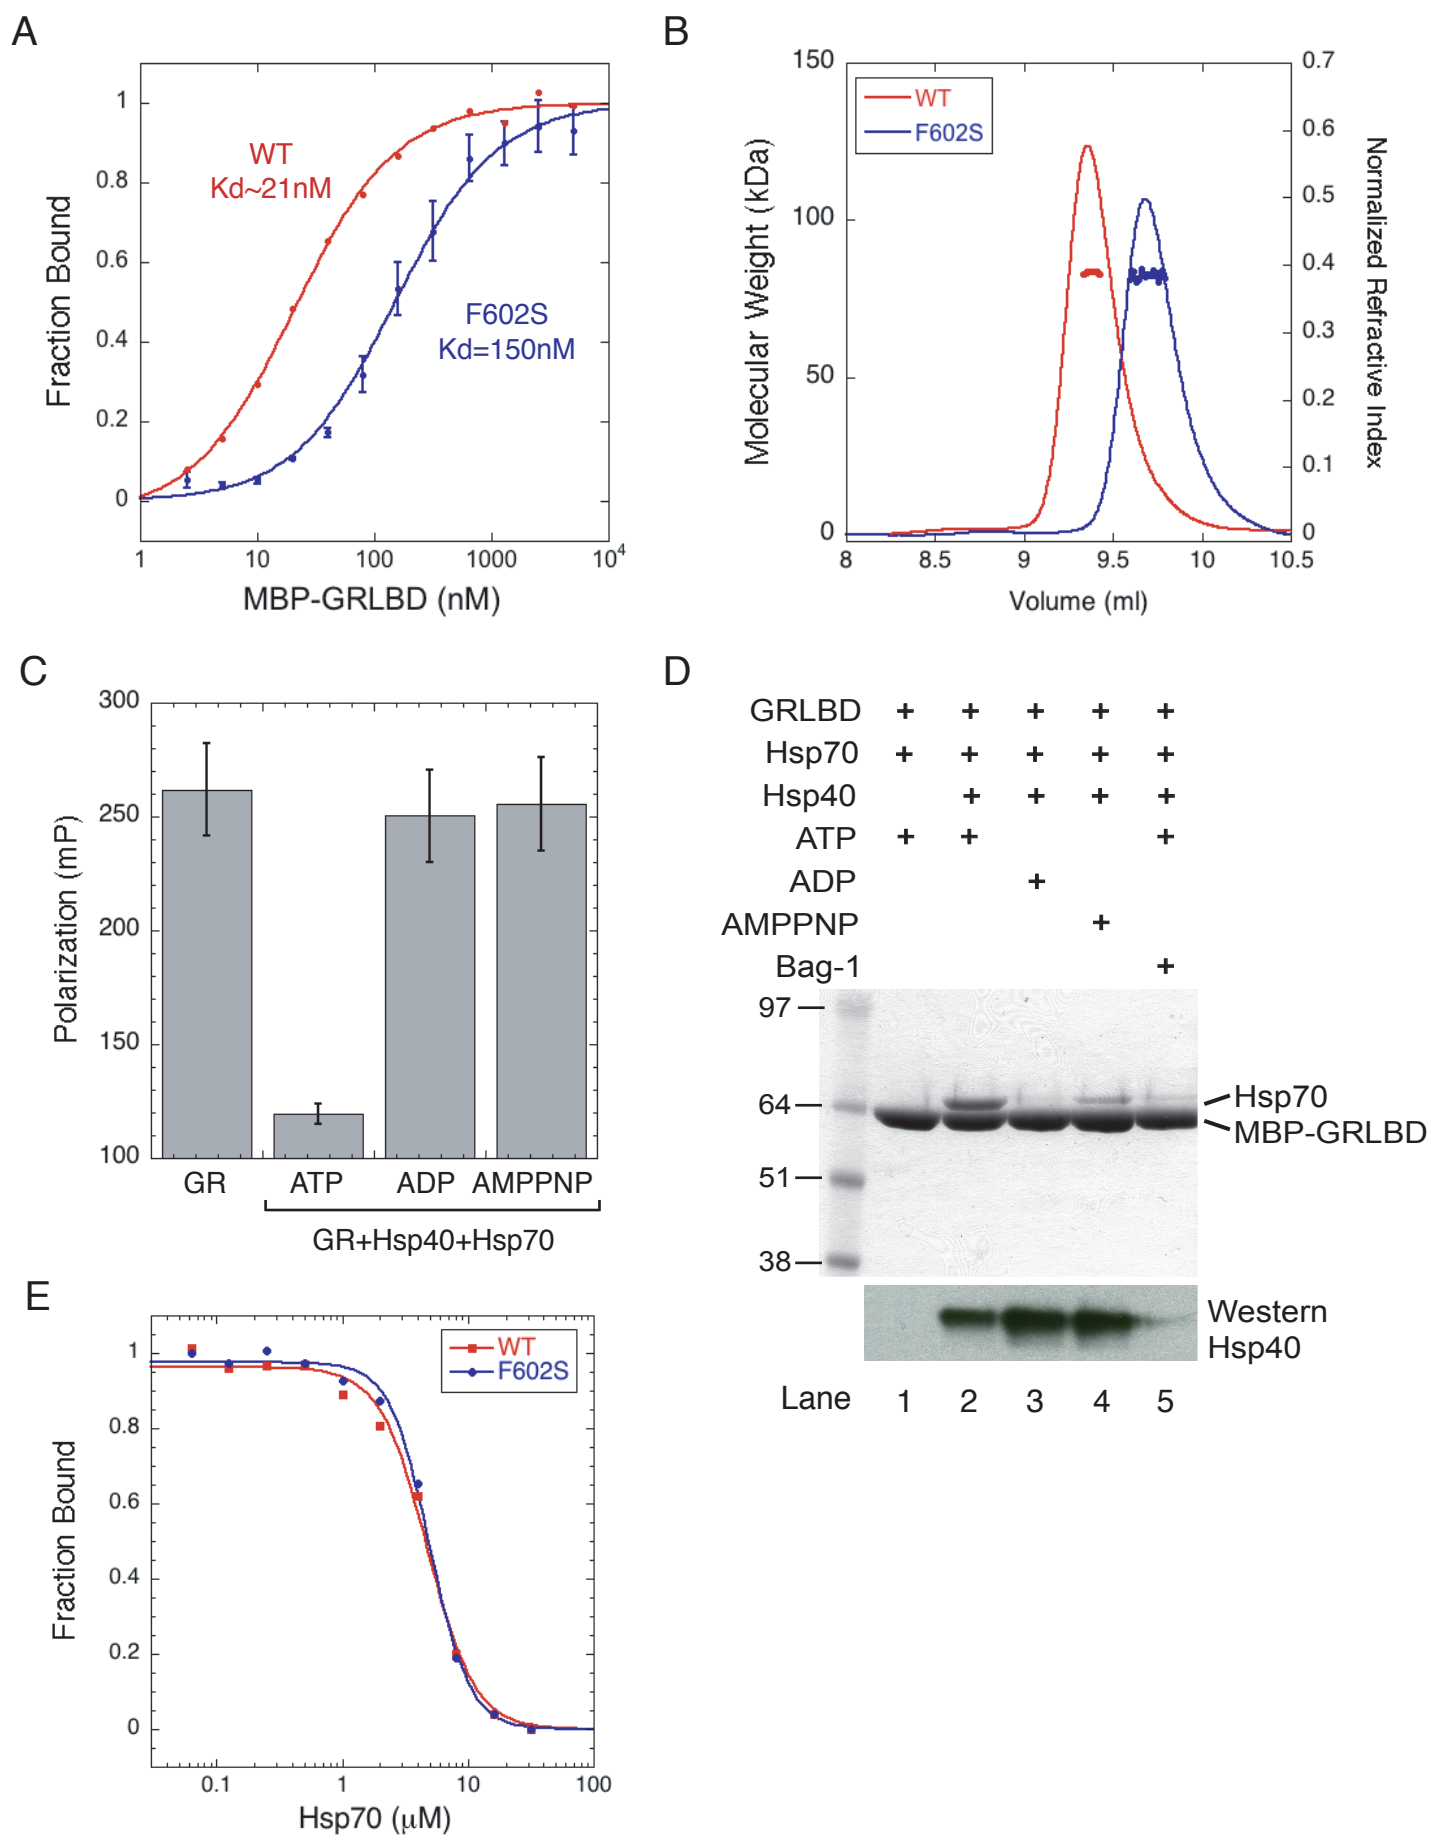 A
1
0.8
0.6
0.4
0.2
0
Fraction Bound
WT
Kd~21nM
F602S
Kd=150nM
1 10 100 1000 10⁴
MBP-GRLBD (nM)
B
150
100
50
0
Molecular Weight (kDa)
WT
F602S
0.7
0.6
0.5
0.4
0.3
0.2
0.1
0
Normalized Refractive Index
8 8.5 9 9.5 10 10.5
Volume (ml)
C
300
250
200
150
100
Polarization (mP)
GR ATP ADP AMPPNP
GR+Hsp40+Hsp70
D
GRLBD + + + + +
Hsp70 + + + + +
Hsp40 + + + +
ATP + + +
ADP +
AMPPNP +
Bag-1 +
97
64
51
38
Hsp70
MBP-GRLBD
Western
Hsp40
Lane 1 2 3 4 5
E
1
0.8
0.6
0.4
0.2
0
Fraction Bound
WT
F602S
0.1 1 10 100
Hsp70 (μM)